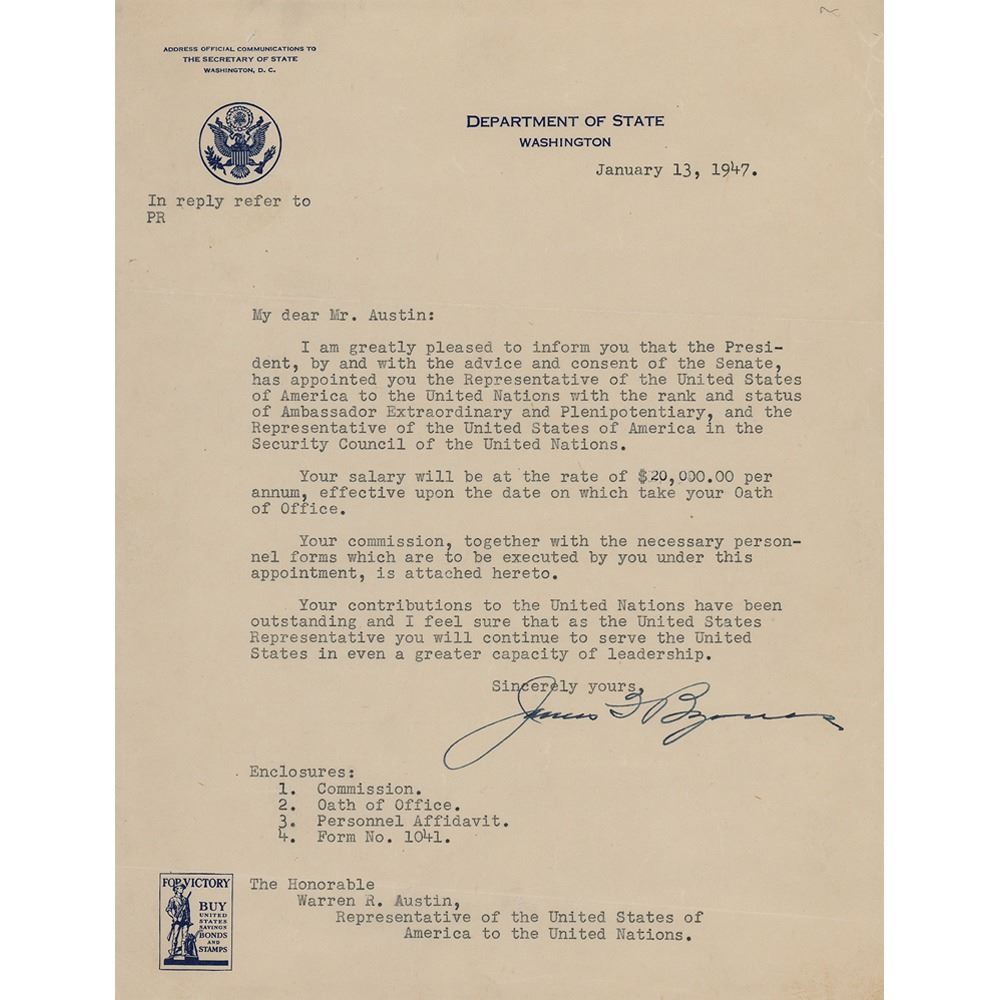 ADDRESS OFFICIAL COMMUNICATIONS TO
THE SECRETARY OF STATE
WASHINGTON, D. C.
DEPARTMENT OF STATE
WASHINGTON
January 13, 1947.
In reply refer to
PR
My dear Mr. Austin:
I am greatly pleased to inform you that the Presi-
dent, by and with the advice and consent of the Senate,
has appointed you the Representative of the United States
of America to the United Nations with the rank and status
of Ambassador Extraordinary and Plenipotentiary, and the
Representative of the United States of America in the
Security Council of the United Nations.
Your salary will be at the rate of $20,000.00 per
annum, effective upon the date on which take your Oath
of Office.
Your commission, together with the necessary person-
nel forms which are to be executed by you under this
appointment, is attached hereto.
Your contributions to the United Nations have been
outstanding and I feel sure that as the United States
Representative you will continue to serve the United
States in even a greater capacity of leadership.
Sincerely yours,
James F Byrnes
Enclosures:
1. Commission.
2. Oath of Office.
3. Personnel Affidavit.
4. Form No. 1041.
FOR VICTORY
BUY
UNITED
STATES
SAVINGS
BONDS
AND
STAMPS
The Honorable
Warren R. Austin,
Representative of the United States of
America to the United Nations.